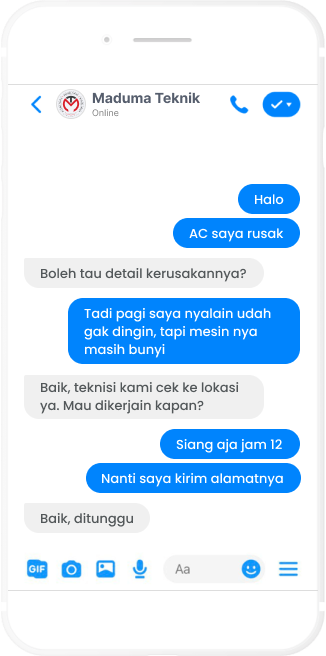 Maduma Teknik
Online
Halo
AC saya rusak
Boleh tau detail kerusakannya?
Tadi pagi saya nyalain udah
gak dingin, tapi mesin nya
masih bunyi
Baik, teknisi kami cek ke lokasi
ya. Mau dikerjain kapan?
Siang aja jam 12
Nanti saya kirim alamatnya
Baik, ditunggu
GIF
Aa